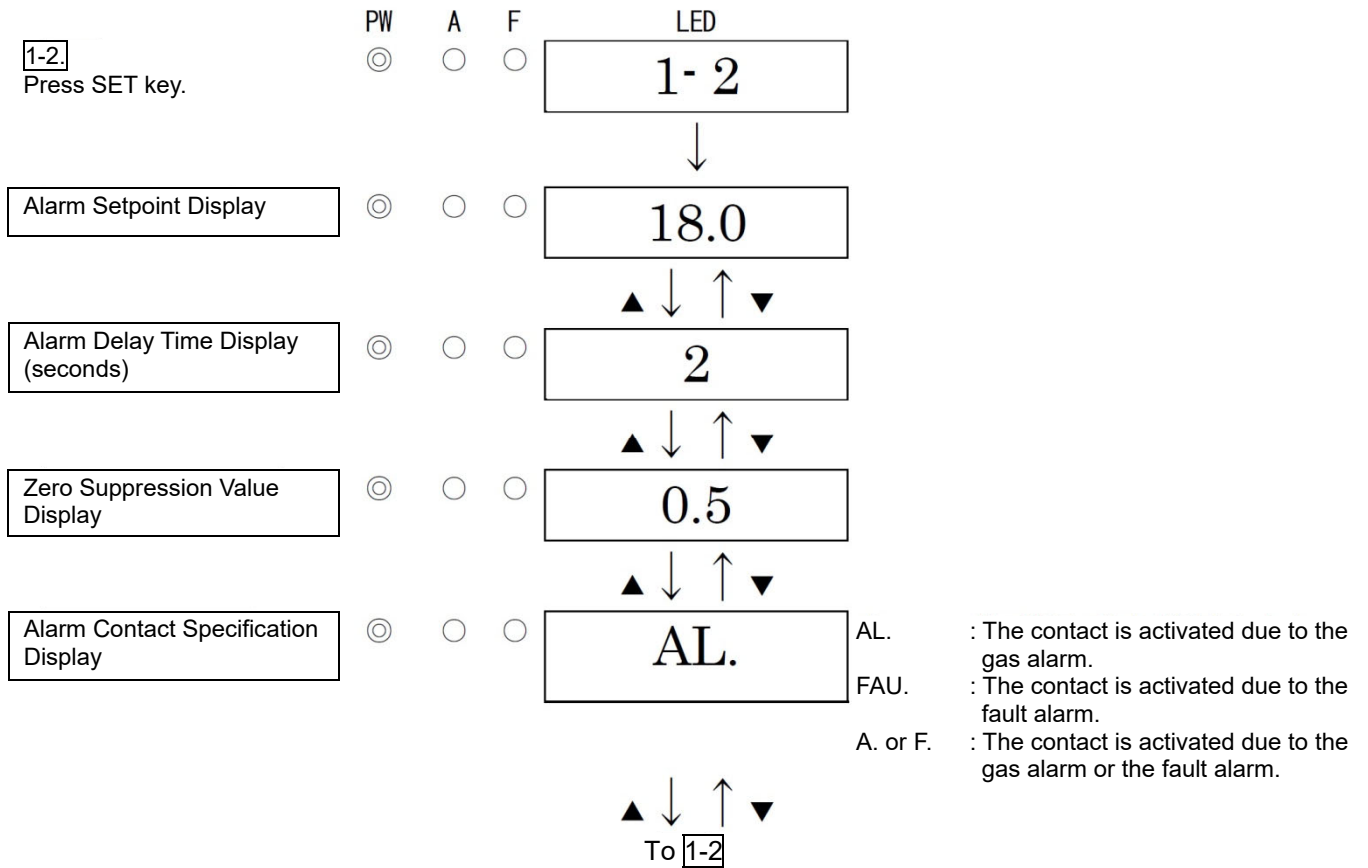 PW A F LED
1-2.
Press SET key.
◎ ○ ○ 1- 2
↓
Alarm Setpoint Display ◎ ○ ○ 18.0
▲ ↓ ↑ ▼
Alarm Delay Time Display
(seconds)
◎ ○ ○ 2
▲ ↓ ↑ ▼
Zero Suppression Value
Display
◎ ○ ○ 0.5
▲ ↓ ↑ ▼
Alarm Contact Specification
Display
◎ ○ ○ AL.
AL. : The contact is activated due to the
gas alarm.
FAU. : The contact is activated due to the
fault alarm.
A. or F. : The contact is activated due to the
gas alarm or the fault alarm.
▲ ↓ ↑ ▼
To 1-2